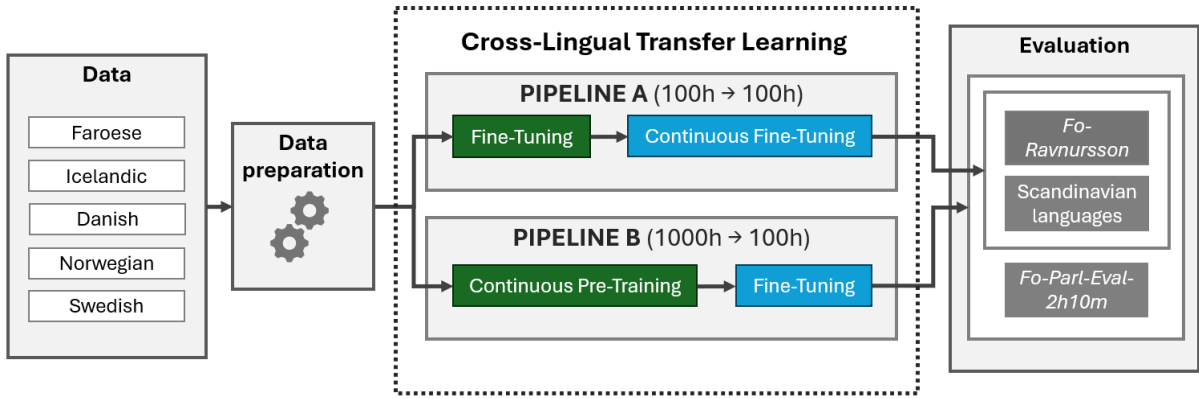 Data
Faroese
Icelandic
Danish
Norwegian
Swedish
Data
preparation
Cross-Lingual Transfer Learning
PIPELINE A (100h → 100h)
Fine-Tuning
Continuous Fine-Tuning
PIPELINE B (1000h → 100h)
Continuous Pre-Training
Fine-Tuning
Evaluation
Fo-
Ravnursson
Scandinavian
languages
Fo-Parl-Eval-
2h10m